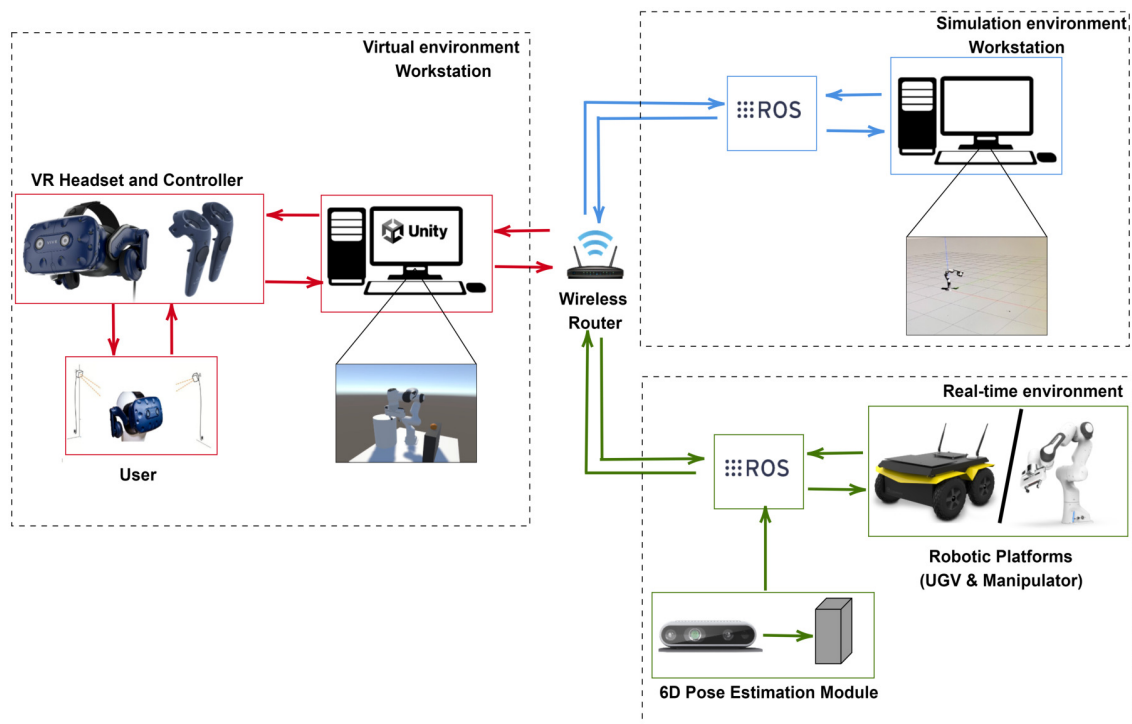 Simulation environment
Workstation
Virtual environment
Workstation
ROS
VR Headset and Controller
Unity
Wireless
Router
User
Real-time environment
ROS
Robotic Platforms
(UGV & Manipulator)
6D Pose Estimation Module